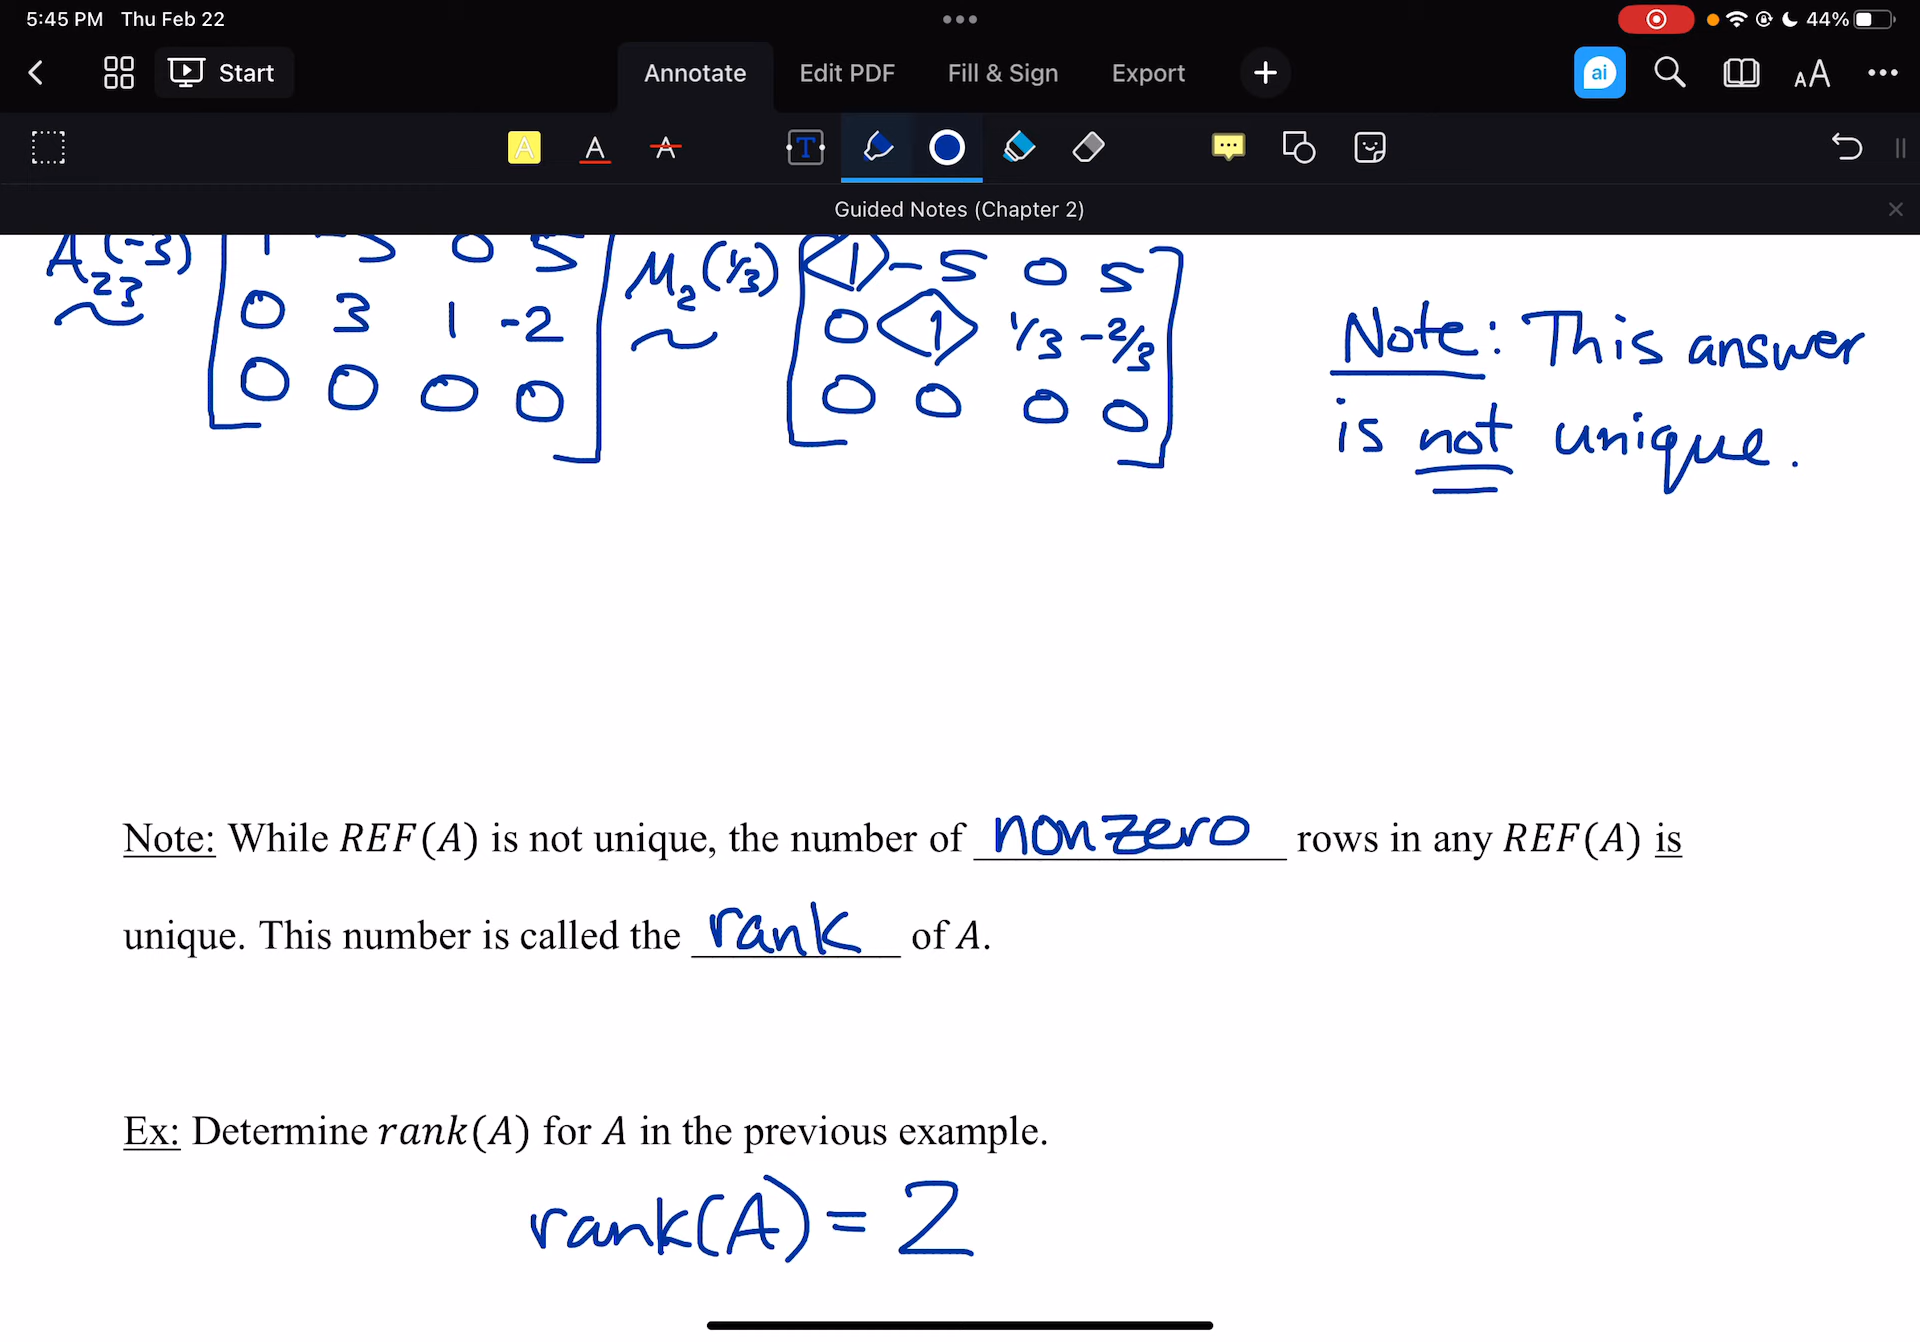 5:45 PM Thu Feb 22
44%
Start
Annotate
Edit PDF
Fill & Sign
Export
ai
Guided Notes (Chapter 2)
A₂₃(-3) ~
1 -5 0 5
0 3 1 -2
0 0 0 0
M₂(1/3) ~
1 -5 0 5
0 1 1/3 -2/3
0 0 0 0
Note: This answer
is not unique.
Note: While REF(A) is not unique, the number of nonzero rows in any REF(A) is
unique. This number is called the rank of A.
Ex: Determine rank(A) for A in the previous example.
rank(A) = 2